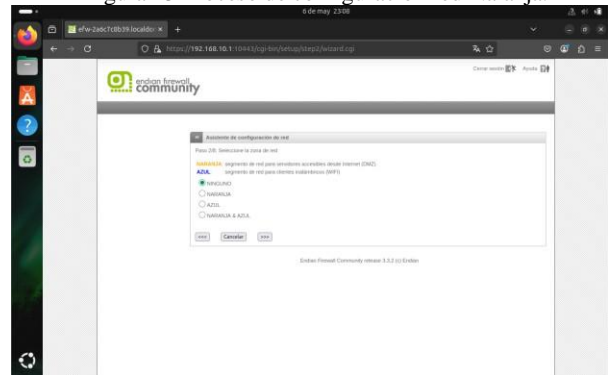 6 de may 23:08
efw-2a6c7c8b39.localdor
https://192.168.10.1:10443/cgi-bin/setup/step2/wizard.cgi
endian firewall
community
Cerrar sesión
Ayuda
Asistente de configuración de red
Paso 2/8: Seleccione la zona de red
NARANJA: segmento de red para servidores accesibles desde Internet (DMZ)
AZUL: segmento de red para clientes inalámbricos (WIFI)
NINGUNO
NARANJA
AZUL
NARANJA & AZUL
<<<
Cancelar
>>>
Endian Firewall Community release 3.3.2 (c) Endian